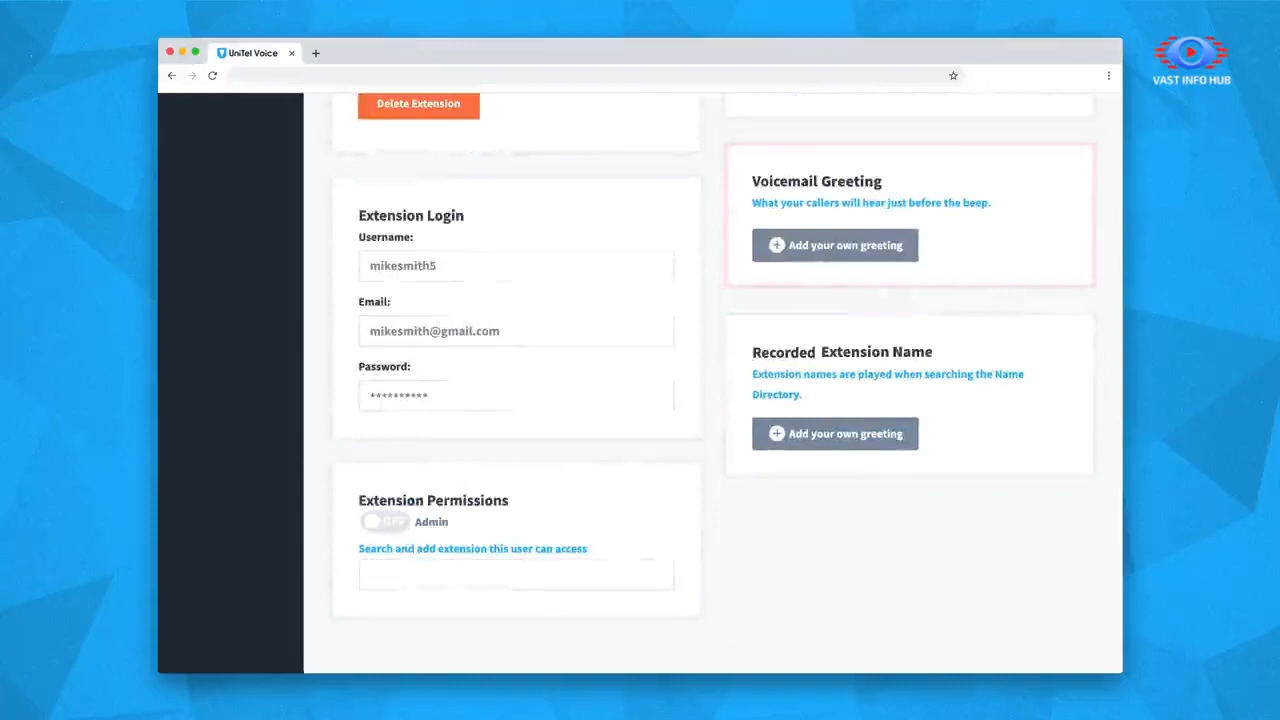 UniTel Voice
VAST INFO HUB
Delete Extension
Extension Login
Username:
mikesmith5
Email:
mikesmith@gmail.com
Password:
**********
Extension Permissions
OFF Admin
Search and add extension this user can access
Voicemail Greeting
What your callers will hear just before the beep.
Add your own greeting
Recorded Extension Name
Extension names are played when searching the Name
Directory.
Add your own greeting